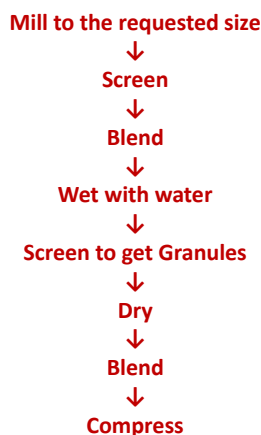 Mill to the requested size
↓
Screen
↓
Blend
↓
Wet with water
↓
Screen to get Granules
↓
Dry
↓
Blend
↓
Compress